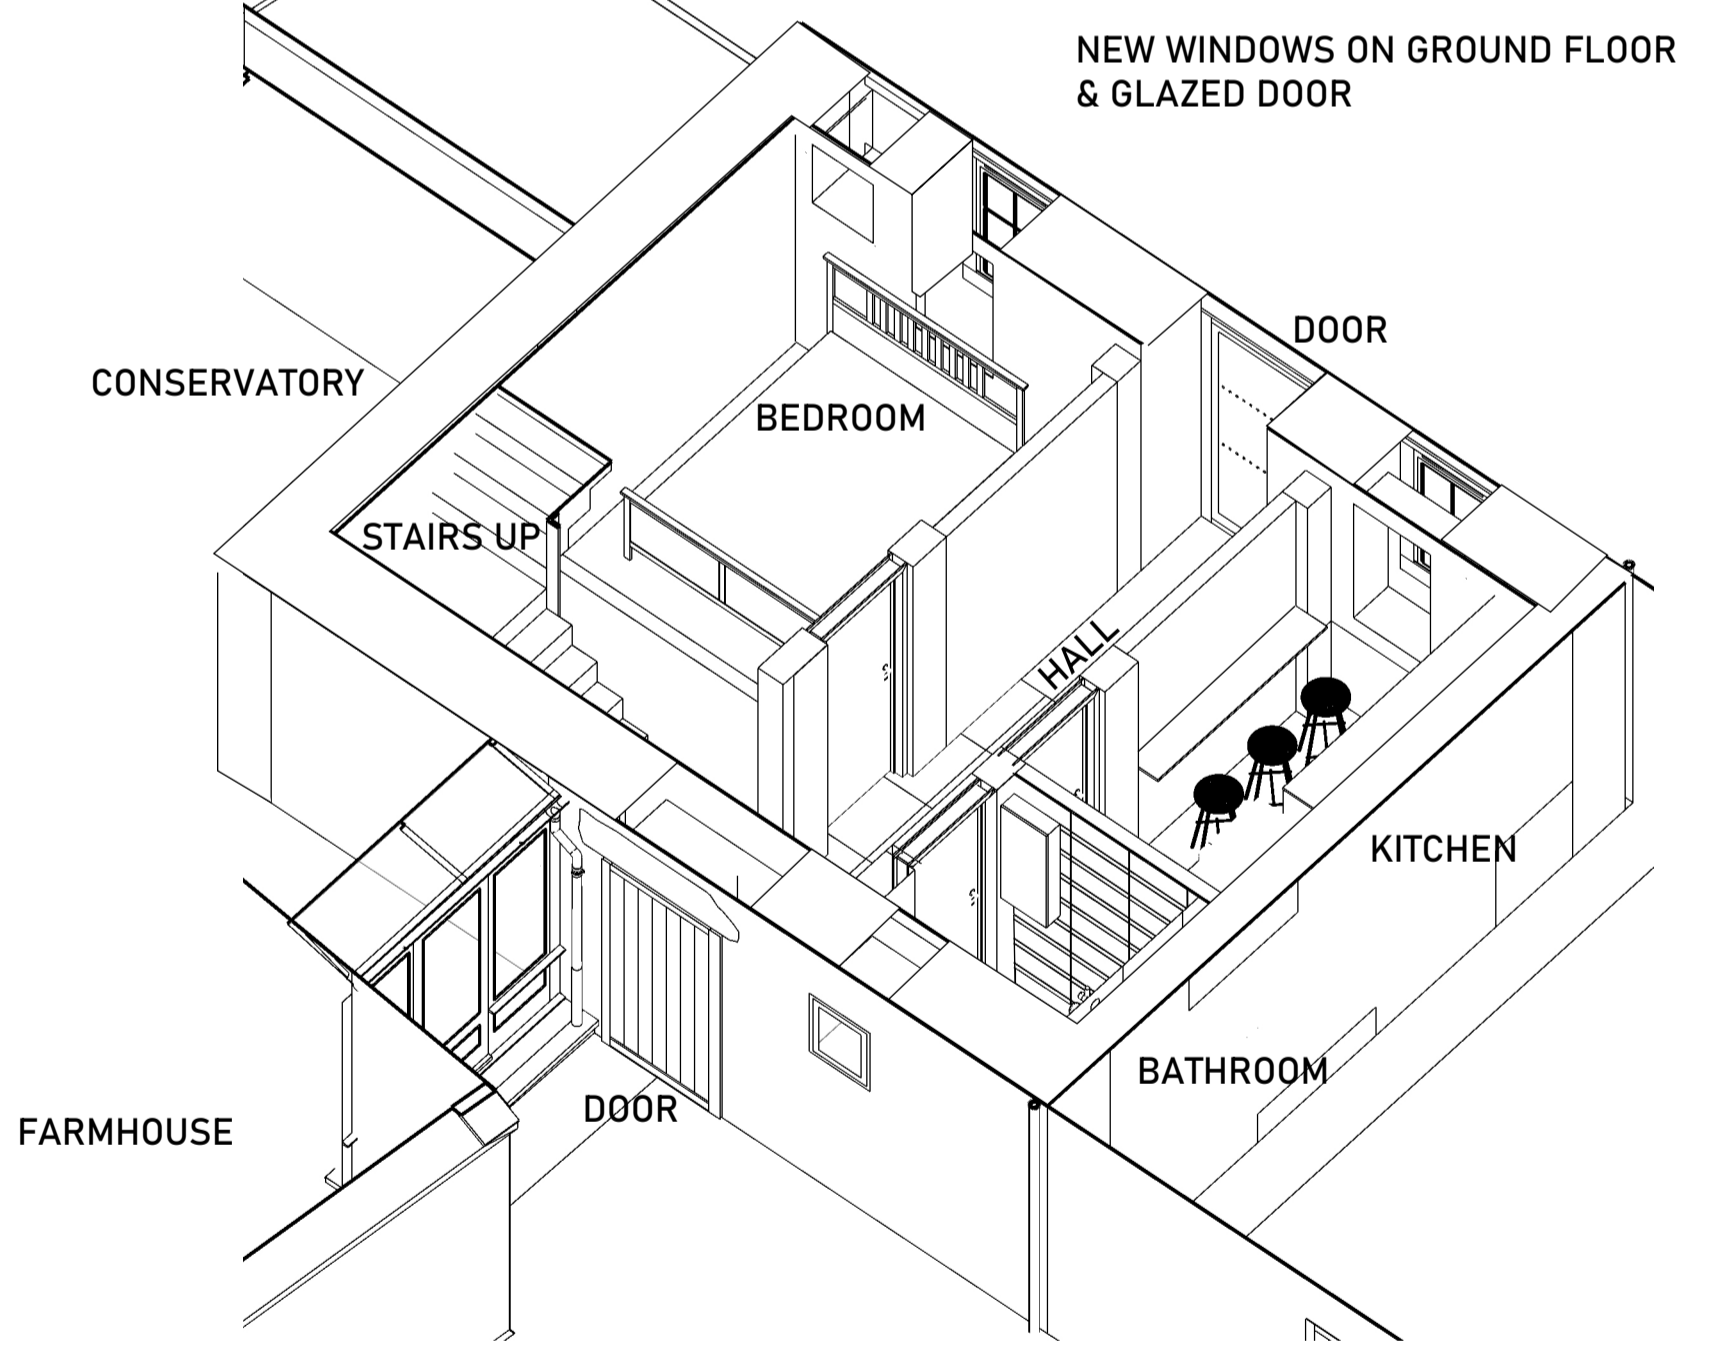 NEW WINDOWS ON GROUND FLOOR
& GLAZED DOOR
DOOR
CONSERVATORY
BEDROOM
STAIRS UP
HALL
KITCHEN
BATHROOM
DOOR
FARMHOUSE